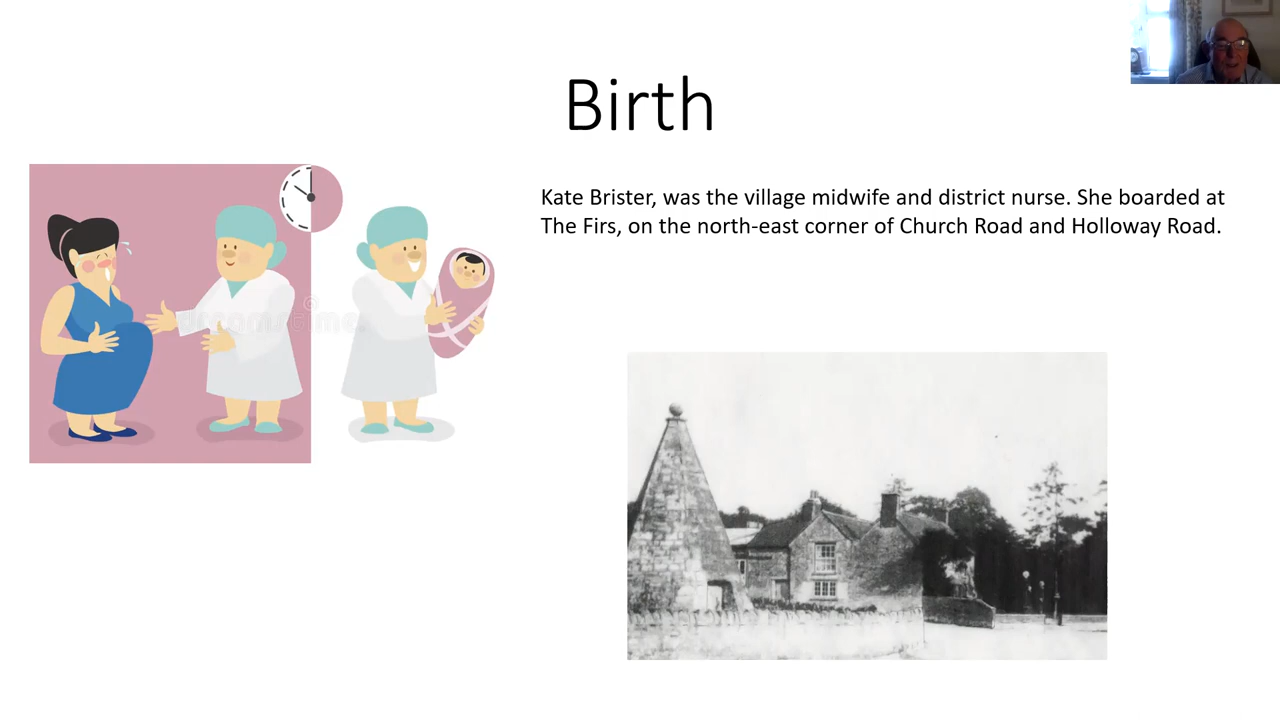 Birth
Kate Brister, was the village midwife and district nurse. She boarded at
The Firs, on the north-east corner of Church Road and Holloway Road.
dreamstime.